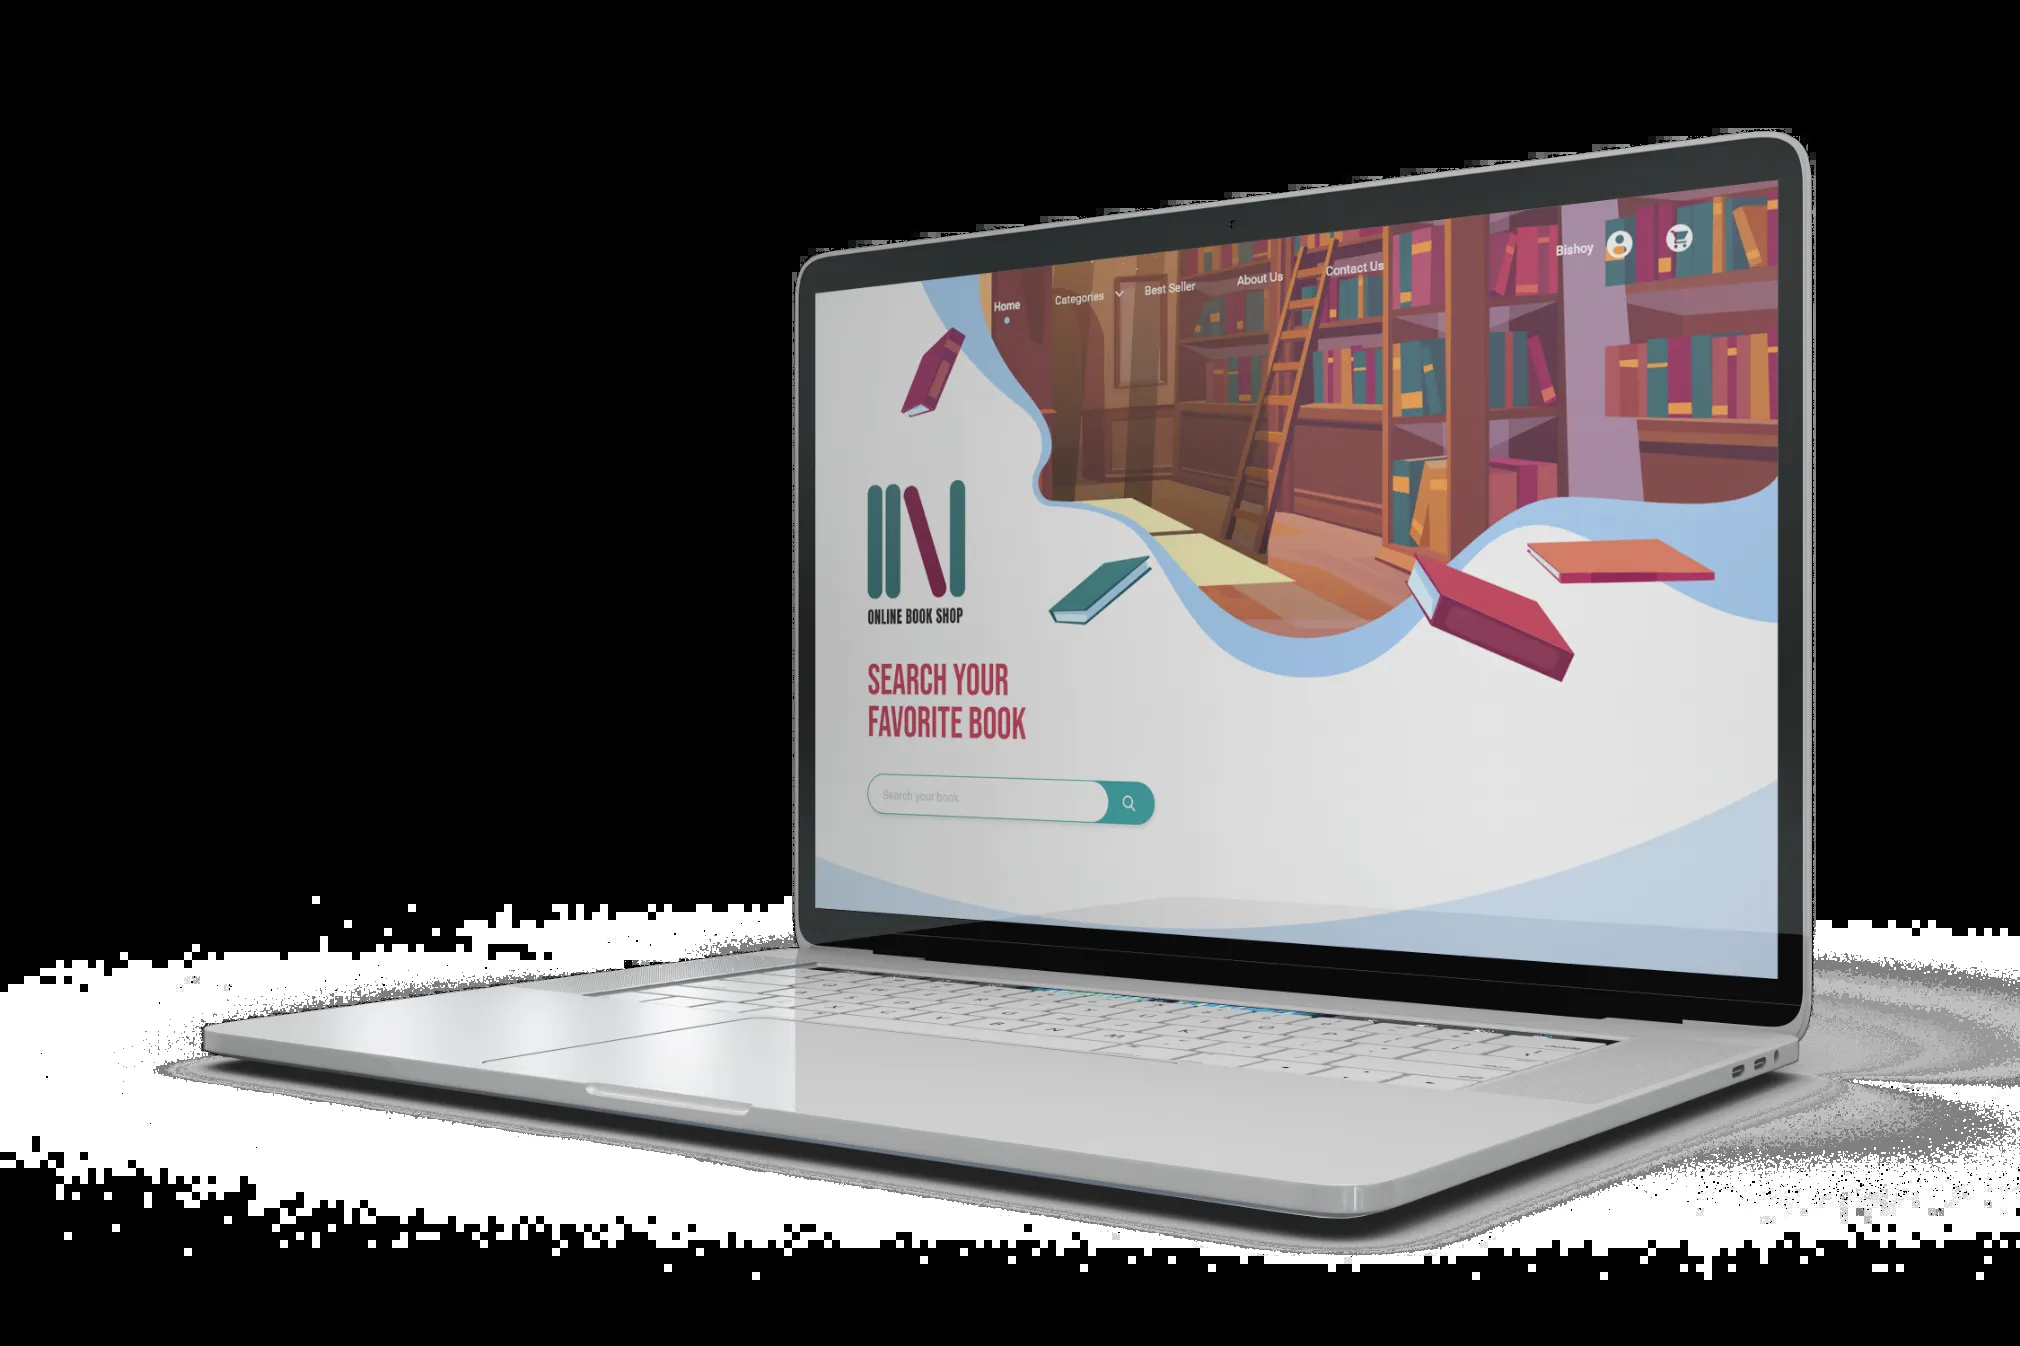 Home
Categories
Best Seller
About Us
Contact Us
Bishoy
ONLINE BOOK SHOP
SEARCH YOUR
FAVORITE BOOK
Search your book